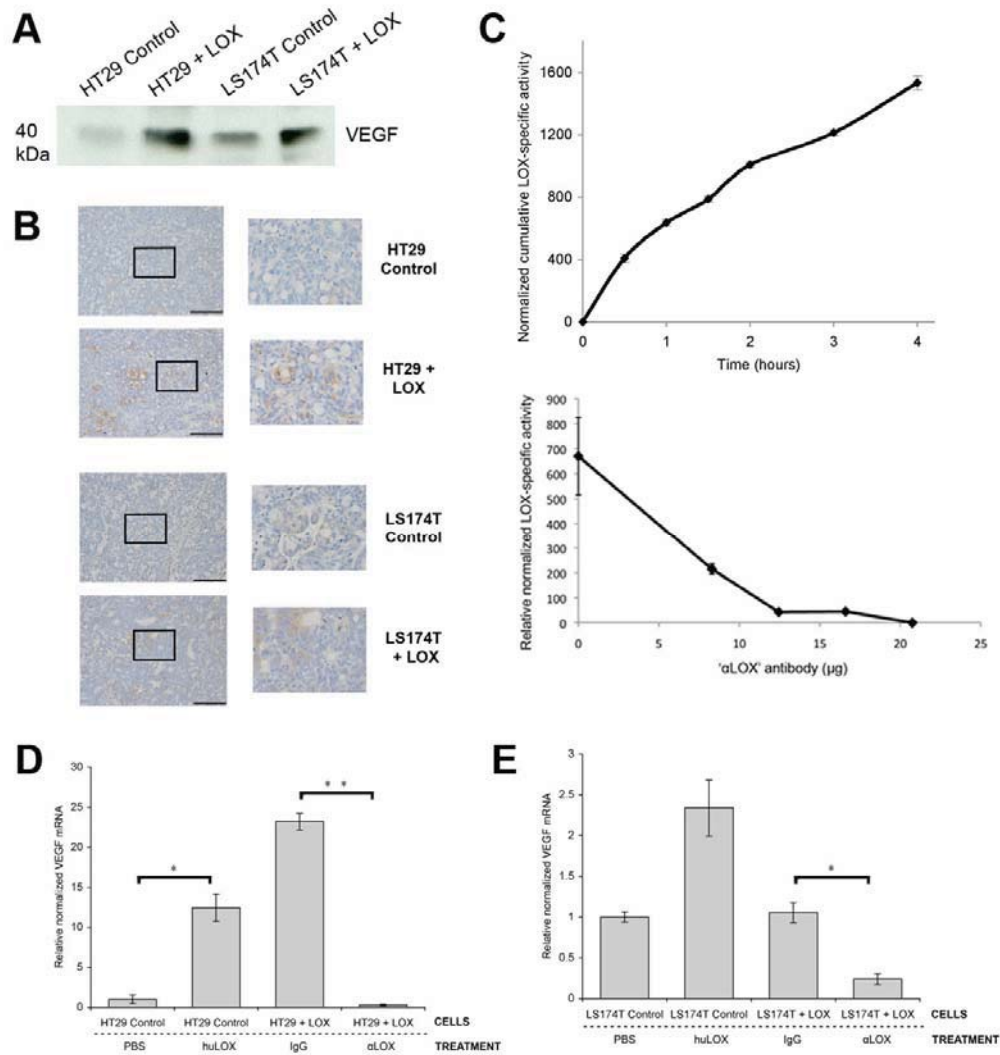 A
HT29 Control
HT29 + LOX
LS174T Control
LS174T + LOX
40
kDa
VEGF
B
HT29
Control
HT29 +
LOX
LS174T
Control
LS174T
+ LOX
C
Normalized cumulative LOX-specific activity
1600
1200
800
400
0
0 1 2 3 4
Time (hours)
Relative normalized LOX-specific activity
900
800
700
600
500
400
300
200
100
0
0 5 10 15 20 25
'αLOX' antibody (µg)
D
Relative normalized VEGF mRNA
30
25
20
15
10
5
0
*
* *
HT29 Control HT29 Control HT29 + LOX HT29 + LOX CELLS
PBS huLOX IgG αLOX TREATMENT
E
Relative normalized VEGF mRNA
3
2.5
2
1.5
1
0.5
0
*
LS174T Control LS174T Control LS174T + LOX LS174T + LOX CELLS
PBS huLOX IgG αLOX TREATMENT